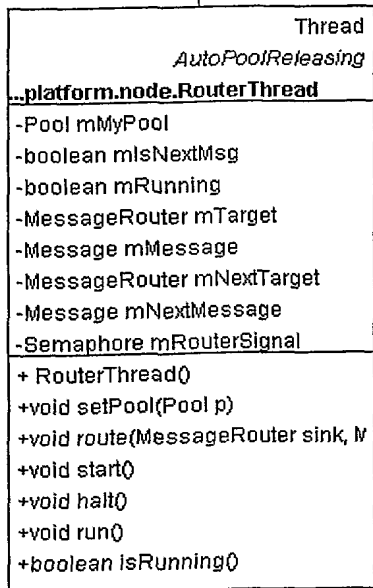 Thread
AutoPoolReleasing
...platform.node.RouterThread
-Pool mMyPool
-boolean mIsNextMsg
-boolean mRunning
-MessageRouter mTarget
-Message mMessage
-MessageRouter mNextTarget
-Message mNextMessage
-Semaphore mRouterSignal
+ RouterThread()
+void setPool(Pool p)
+void route(MessageRouter sink, M
+void start()
+void halt()
+void run()
+boolean isRunning()